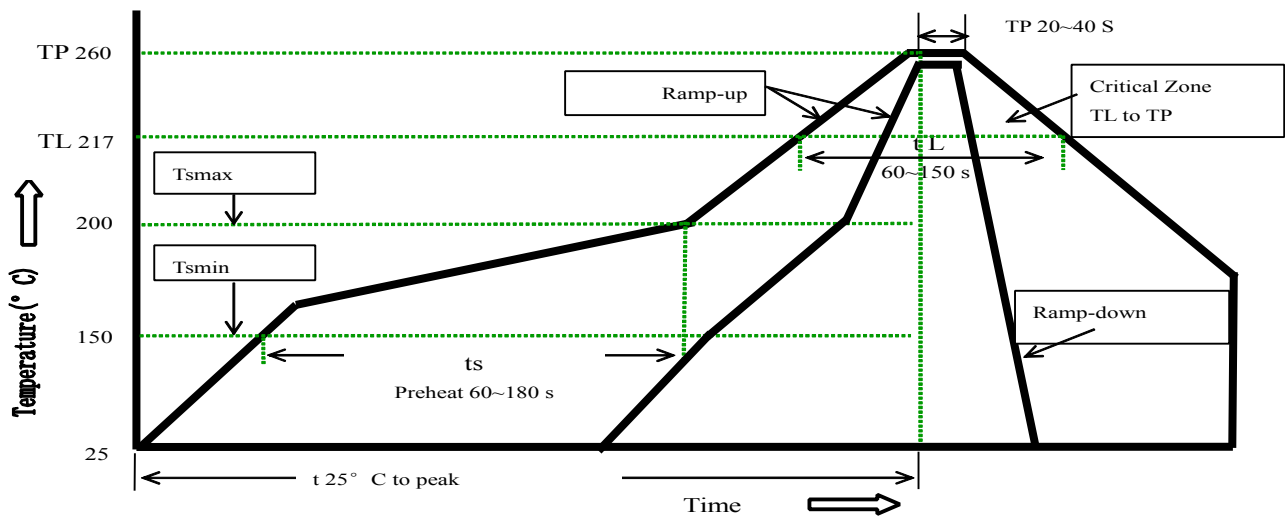 TP 20~40 S
TP 260
Ramp-up
Critical Zone
TL to TP
TL 217
t L
60~150 s
Tsmax
200
Tsmin
150
Ramp-down
ts
Preheat 60~180 s
25
t 25° C to peak
Time
Temperature(° C)